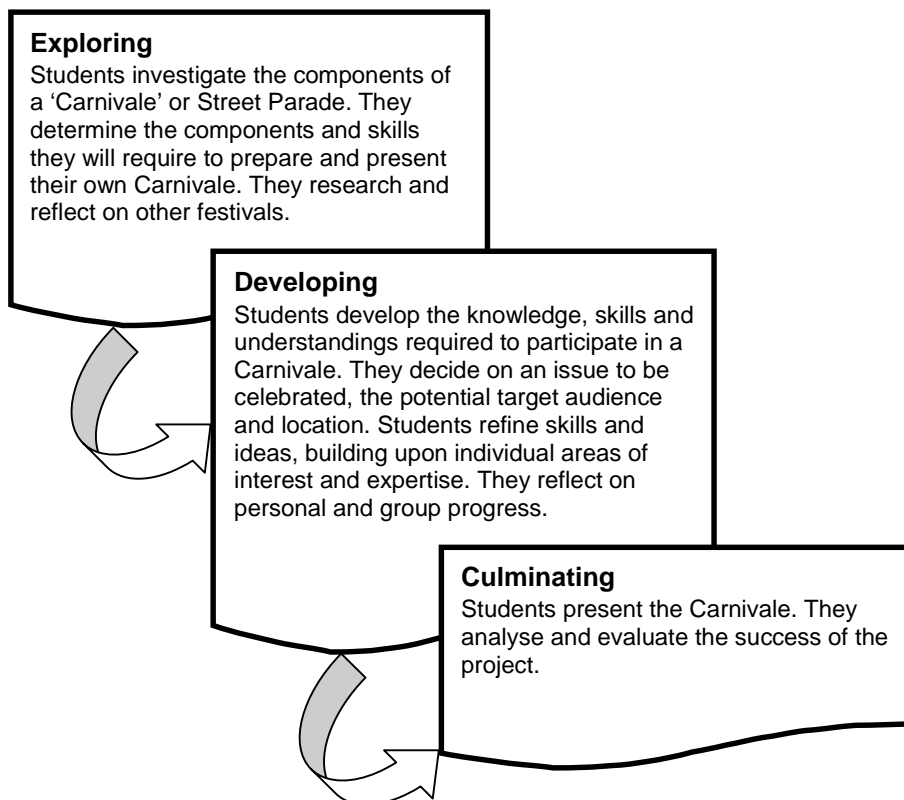 Exploring
Students investigate the components of
a ‘Carnivale’ or Street Parade. They
determine the components and skills
they will require to prepare and present
their own Carnivale. They research and
reflect on other festivals.
Developing
Students develop the knowledge, skills and
understandings required to participate in a
Carnivale. They decide on an issue to be
celebrated, the potential target audience
and location. Students refine skills and
ideas, building upon individual areas of
interest and expertise. They reflect on
personal and group progress.
Culminating
Students present the Carnivale. They
analyse and evaluate the success of the
project.